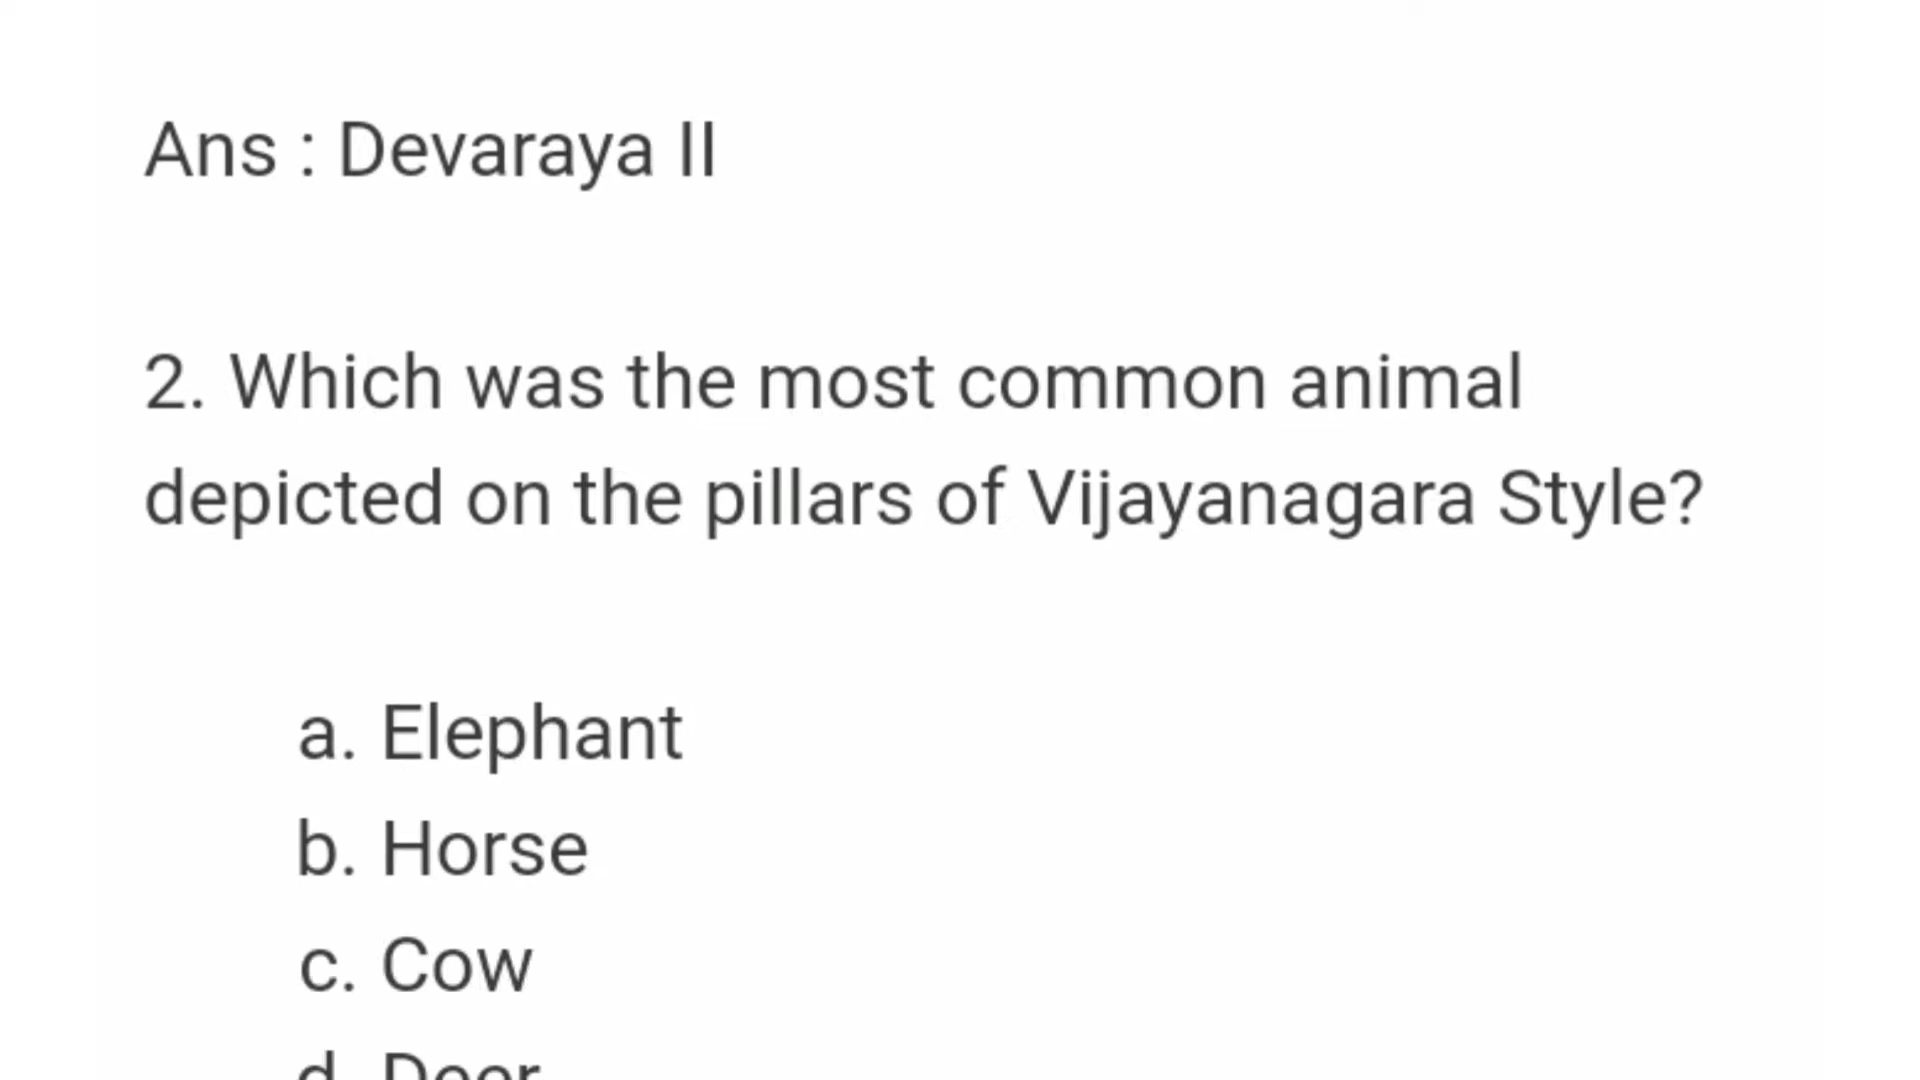 Ans : Devaraya II
2. Which was the most common animal
depicted on the pillars of Vijayanagara Style?
a. Elephant
b. Horse
c. Cow
d. Deer